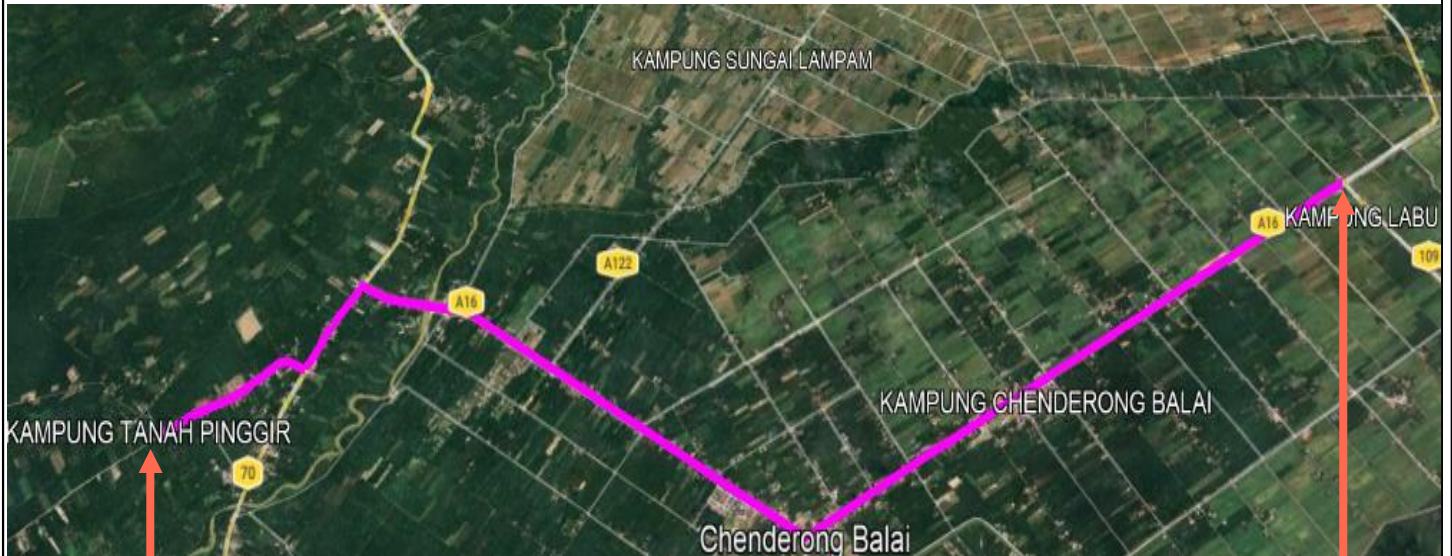 KAMPUNG SUNGAI LAMPAM
A16
KAMPUNG LABU
A122
109
A16
KAMPUNG CHENDERONG BALAI
KAMPUNG TANAH PINGGIR
70
Chenderong Balai